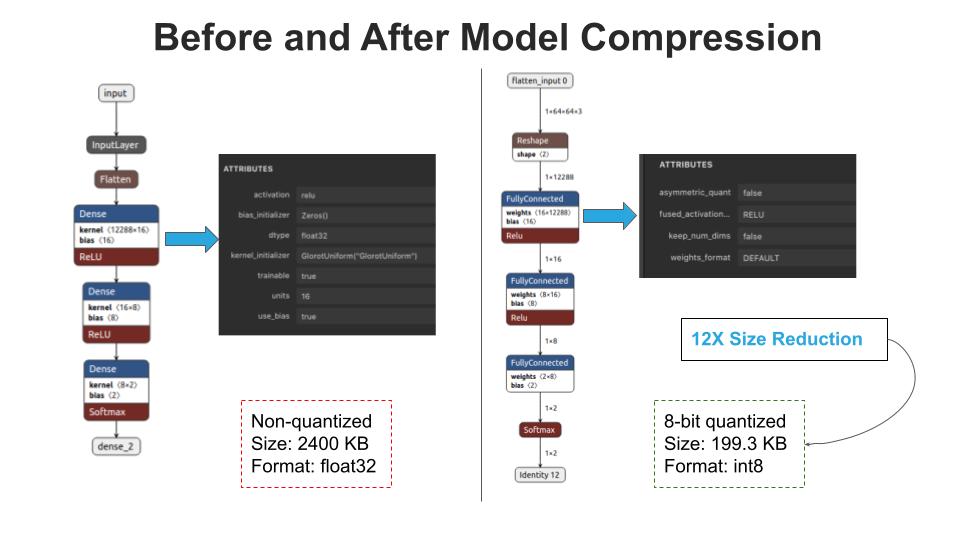 Before and After Model Compression
input
InputLayer
Flatten
Dense
kernel ⟨12288×16⟩
bias ⟨16⟩
ReLU
Dense
kernel ⟨16×8⟩
bias ⟨8⟩
ReLU
Dense
kernel ⟨8×2⟩
bias ⟨2⟩
Softmax
dense_2
ATTRIBUTES
activation relu
bias_initializer Zeros()
dtype float32
kernel_initializer GlorotUniform("GlorotUniform")
trainable true
units 16
use_bias true
Non-quantized
Size: 2400 KB
Format: float32
flatten_input 0
1×64×64×3
Reshape
shape ⟨2⟩
1×12288
FullyConnected
weights ⟨16×12288⟩
bias ⟨16⟩
Relu
1×16
FullyConnected
weights ⟨8×16⟩
bias ⟨8⟩
Relu
1×8
FullyConnected
weights ⟨2×8⟩
bias ⟨2⟩
1×2
Softmax
1×2
Identity 12
ATTRIBUTES
asymmetric_quant false
fused_activation... RELU
keep_num_dims false
weights_format DEFAULT
12X Size Reduction
8-bit quantized
Size: 199.3 KB
Format: int8